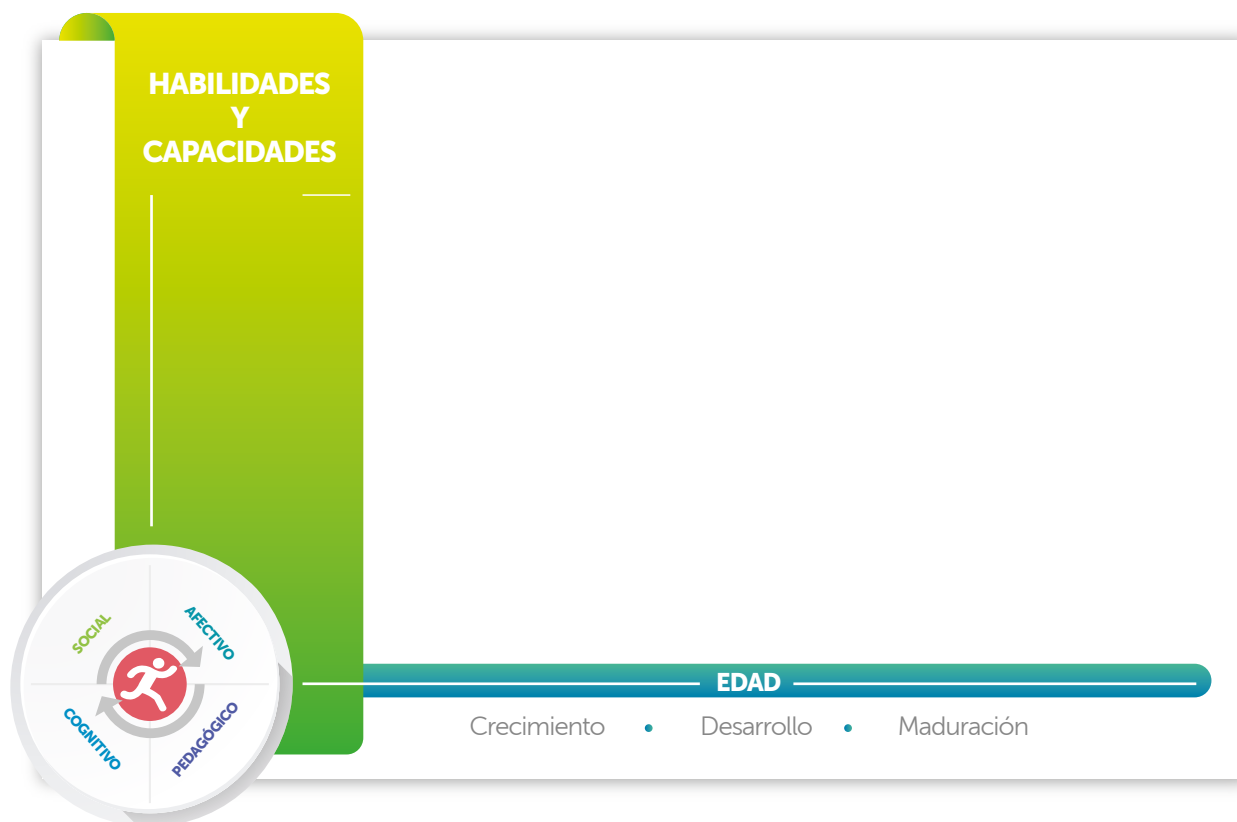 HABILIDADES
Y
CAPACIDADES
SOCIAL
AFECTIVO
COGNITIVO
PEDAGÓGICO
EDAD
Crecimiento • Desarrollo • Maduración